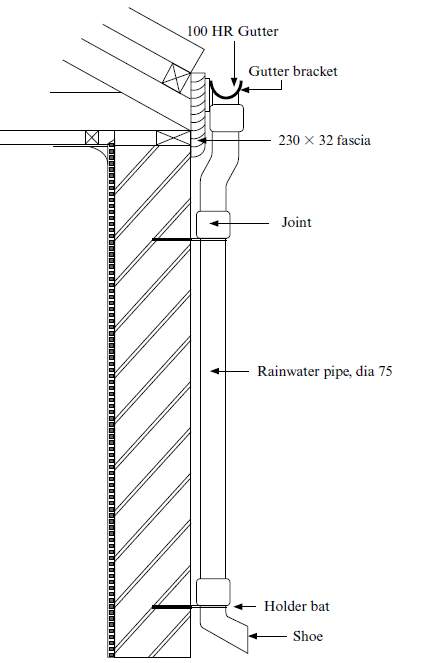 100 HR Gutter
Gutter bracket
230 × 32 fascia
Joint
Rainwater pipe, dia 75
Holder bat
Shoe